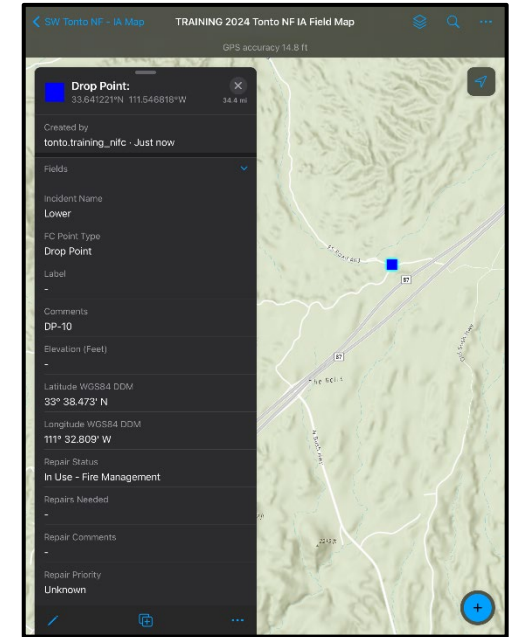 SW Tonto NF - IA Map
TRAINING 2024 Tonto NF IA Field Map
GPS accuracy 14.8 ft
Drop Point:
33.641221°N 111.546818°W
34.4 mi
Created by
tonto.training_nifc · Just now
Fields
Incident Name
Lower
FC Point Type
Drop Point
Label
-
Comments
DP-10
Elevation (Feet)
-
Latitude WGS84 DDM
33° 38.473' N
Longitude WGS84 DDM
111° 32.809' W
Repair Status
In Use - Fire Management
Repairs Needed
-
Repair Comments
-
Repair Priority
Unknown
87
87